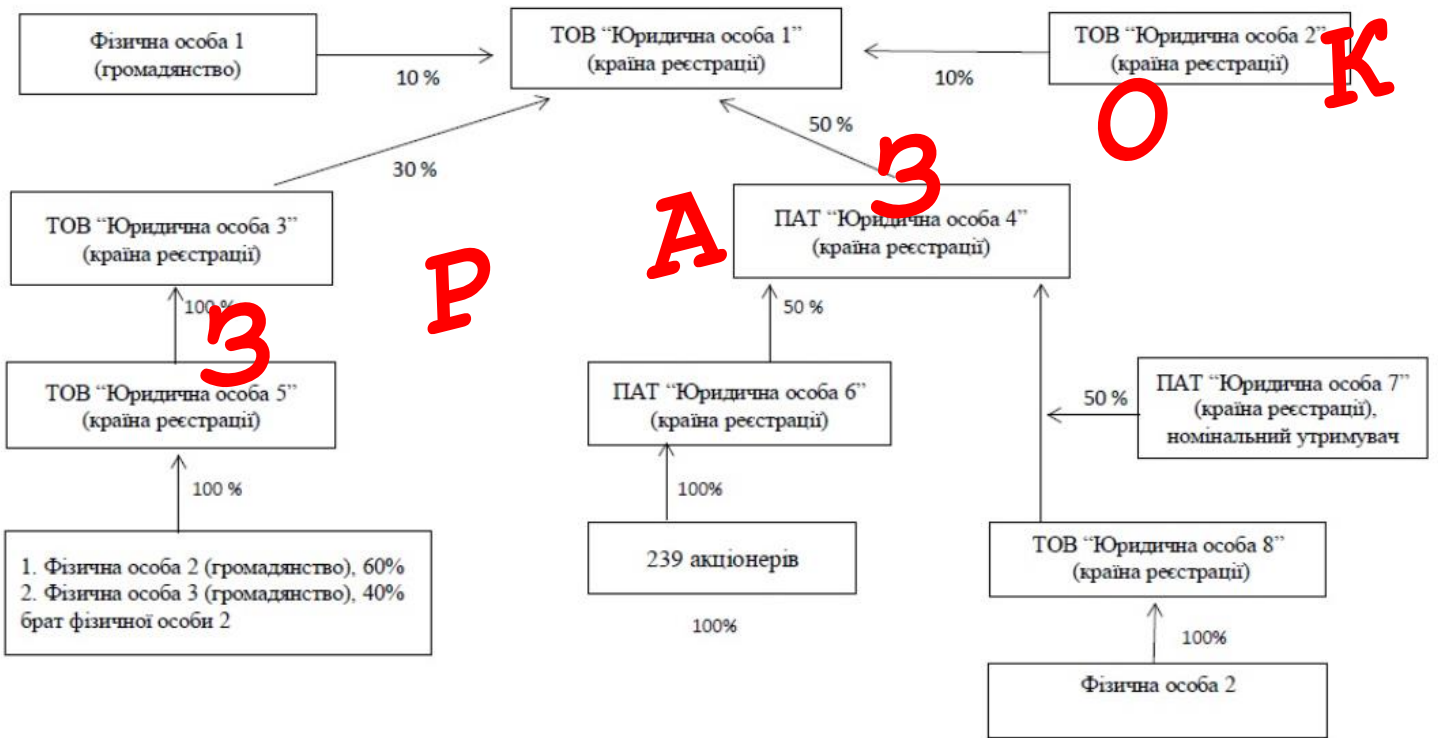 Фізична особа 1
(громадянство)
10 %
ТОВ “Юридична особа 1”
(країна реєстрації)
10%
ТОВ “Юридична особа 2”
(країна реєстрації)
30 %
50 %
ТОВ “Юридична особа 3”
(країна реєстрації)
ПАТ “Юридична особа 4”
(країна реєстрації)
З Р А З О К
100 %
50 %
ТОВ “Юридична особа 5”
(країна реєстрації)
ПАТ “Юридична особа 6”
(країна реєстрації)
50 %
ПАТ “Юридична особа 7”
(країна реєстрації),
номінальний утримувач
100 %
100%
1. Фізична особа 2 (громадянство), 60%
2. Фізична особа 3 (громадянство), 40%
брат фізичної особи 2
239 акціонерів
100%
ТОВ “Юридична особа 8”
(країна реєстрації)
100%
Фізична особа 2